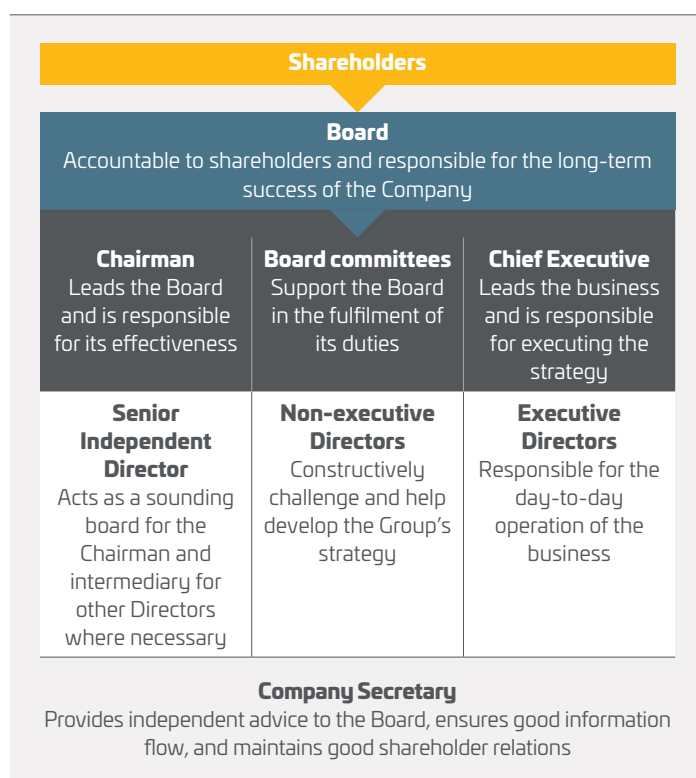 Shareholders
Board
Accountable to shareholders and responsible for the long-term
success of the Company
Chairman
Leads the Board
and is responsible
for its effectiveness
Board committees
Support the Board
in the fulfilment of
its duties
Chief Executive
Leads the business
and is responsible
for executing the
strategy
Senior
Independent
Director
Acts as a sounding
board for the
Chairman and
intermediary for
other Directors
where necessary
Non-executive
Directors
Constructively
challenge and help
develop the Group’s
strategy
Executive
Directors
Responsible for the
day-to-day
operation of the
business
Company Secretary
Provides independent advice to the Board, ensures good information
flow, and maintains good shareholder relations